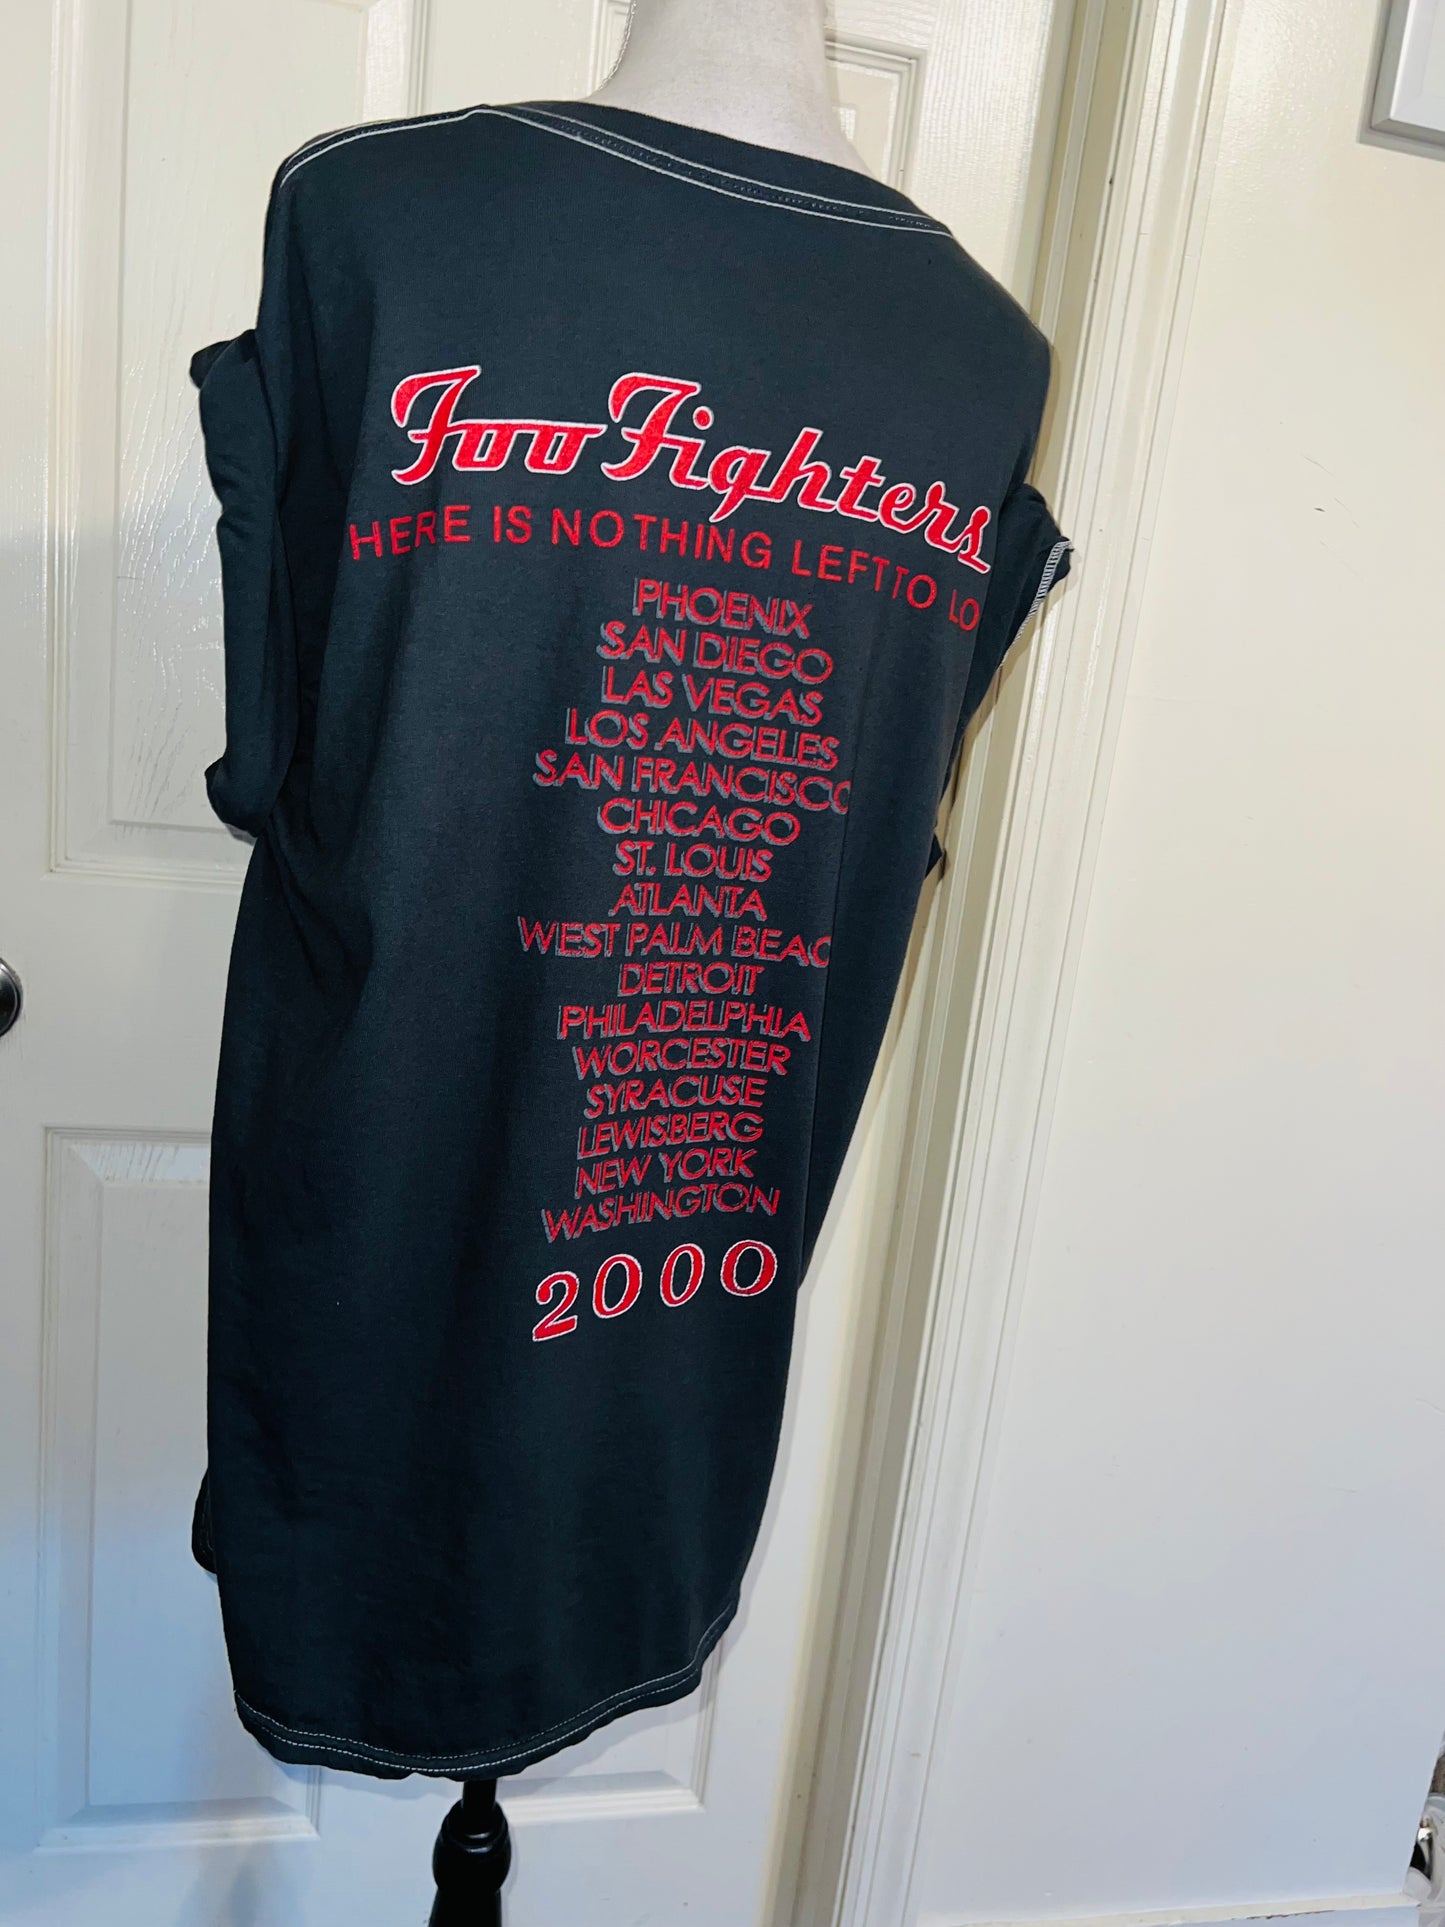 Foo Fighters
HERE IS NOTHING LEFT TO LO
PHOENIX
SAN DIEGO
LAS VEGAS
LOS ANGELES
SAN FRANCISCO
CHICAGO
ST. LOUIS
ATLANTA
WEST PALM BEAC
DETROIT
PHILADELPHIA
WORCESTER
SYRACUSE
LEWISBERG
NEW YORK
WASHINGTON
2000